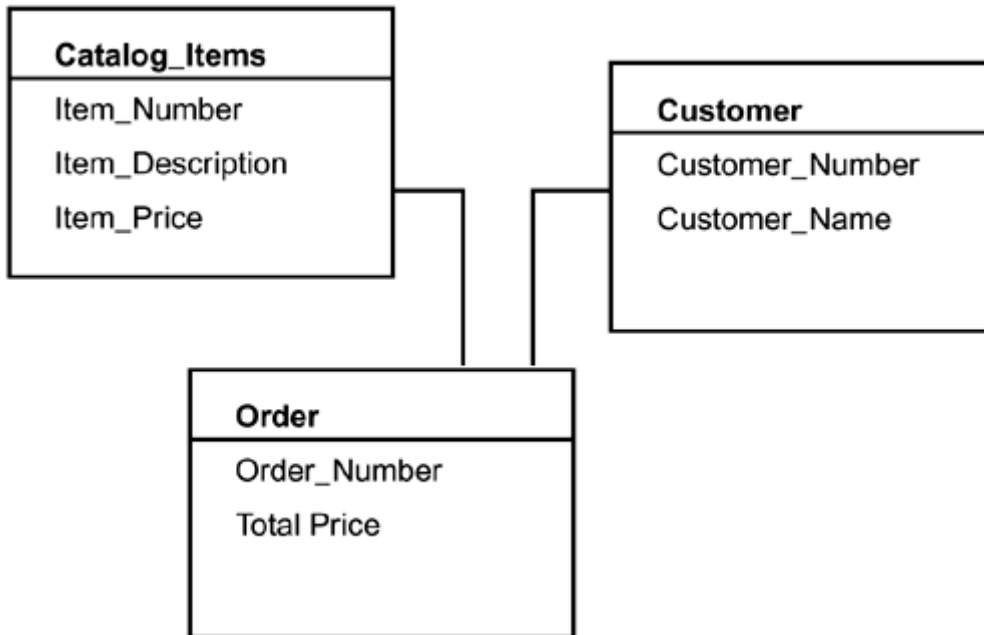 Catalog_Items
Item_Number
Item_Description
Item_Price
Customer
Customer_Number
Customer_Name
Order
Order_Number
Total Price